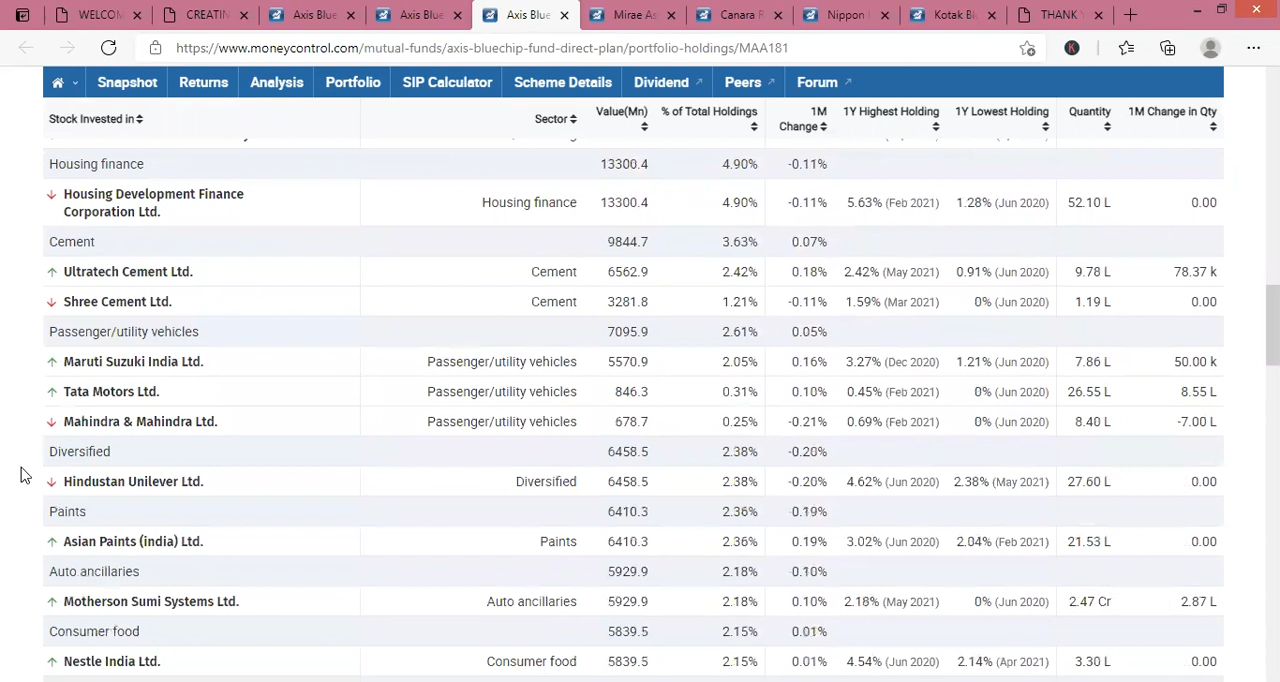 WELCOM
CREATIN
Axis Blue
Axis Blue
Axis Blue
Mirae As
Canara R
Nippon I
Kotak Bl
THANK Y
https://www.moneycontrol.com/mutual-funds/axis-bluechip-fund-direct-plan/portfolio-holdings/MAA181
K
Snapshot Returns Analysis Portfolio SIP Calculator Scheme Details Dividend Peers Forum
Stock Invested in Sector Value(Mn) % of Total Holdings 1M Change 1Y Highest Holding 1Y Lowest Holding Quantity 1M Change in Qty
Housing finance 13300.4 4.90% -0.11%
Housing Development Finance Corporation Ltd. Housing finance 13300.4 4.90% -0.11% 5.63% (Feb 2021) 1.28% (Jun 2020) 52.10 L 0.00
Cement 9844.7 3.63% 0.07%
Ultratech Cement Ltd. Cement 6562.9 2.42% 0.18% 2.42% (May 2021) 0.91% (Jun 2020) 9.78 L 78.37 k
Shree Cement Ltd. Cement 3281.8 1.21% -0.11% 1.59% (Mar 2021) 0% (Jun 2020) 1.19 L 0.00
Passenger/utility vehicles 7095.9 2.61% 0.05%
Maruti Suzuki India Ltd. Passenger/utility vehicles 5570.9 2.05% 0.16% 3.27% (Dec 2020) 1.21% (Jun 2020) 7.86 L 50.00 k
Tata Motors Ltd. Passenger/utility vehicles 846.3 0.31% 0.10% 0.45% (Feb 2021) 0% (Jun 2020) 26.55 L 8.55 L
Mahindra & Mahindra Ltd. Passenger/utility vehicles 678.7 0.25% -0.21% 0.69% (Feb 2021) 0% (Jun 2020) 8.40 L -7.00 L
Diversified 6458.5 2.38% -0.20%
Hindustan Unilever Ltd. Diversified 6458.5 2.38% -0.20% 4.62% (Jun 2020) 2.38% (May 2021) 27.60 L 0.00
Paints 6410.3 2.36% -0.19%
Asian Paints (india) Ltd. Paints 6410.3 2.36% 0.19% 3.02% (Jun 2020) 2.04% (Feb 2021) 21.53 L 0.00
Auto ancillaries 5929.9 2.18% -0.10%
Motherson Sumi Systems Ltd. Auto ancillaries 5929.9 2.18% 0.10% 2.18% (May 2021) 0% (Jun 2020) 2.47 Cr 2.87 L
Consumer food 5839.5 2.15% 0.01%
Nestle India Ltd. Consumer food 5839.5 2.15% 0.01% 4.54% (Jun 2020) 2.14% (Apr 2021) 3.30 L 0.00